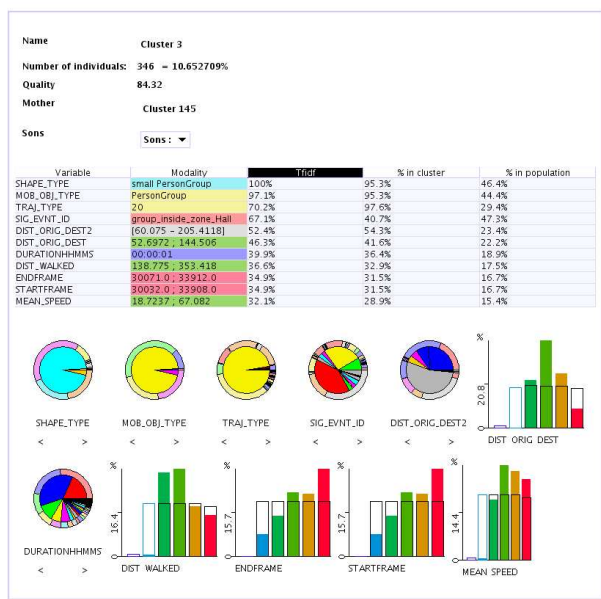 Name Cluster 3
Number of individuals: 346 = 10.652709%
Quality 84.32
Mother Cluster 145
Sons Sons :
Variable Modality Tfidf % in cluster % in population
SHAPE_TYPE small PersonGroup 100% 95.3% 46.4%
MOB_OBJ_TYPE PersonGroup 97.1% 95.3% 44.4%
TRAJ_TYPE 20 70.2% 97.6% 29.4%
SIG_EVNT_ID group_inside_zone_Hall 67.1% 40.7% 47.3%
DIST_ORIG_DEST2 [60.075 - 205.4118] 52.4% 54.3% 23.4%
DIST_ORIG_DEST 52.6972 ; 144.506 46.3% 41.6% 22.2%
DURATIONHHMMS 00:00:01 39.9% 36.4% 18.9%
DIST_WALKED 138.775 ; 353.418 36.6% 32.9% 17.5%
ENDFRAME 30071.0 ; 33912.0 34.9% 31.5% 16.7%
STARTFRAME 30032.0 ; 33908.0 34.9% 31.5% 16.7%
MEAN_SPEED 18.7237 ; 67.082 32.1% 28.9% 15.4%
%
20.8
0
SHAPE_TYPE MOB_OBJ_TYPE TRAJ_TYPE SIG_EVNT_ID DIST_ORIG_DEST2 DIST ORIG DEST
< > < > < > < > < >
% % % %
16.4 15.7 15.7 14.4
0 0 0 0
DURATIONHHMMS DIST WALKED ENDFRAME STARTFRAME MEAN SPEED
< >